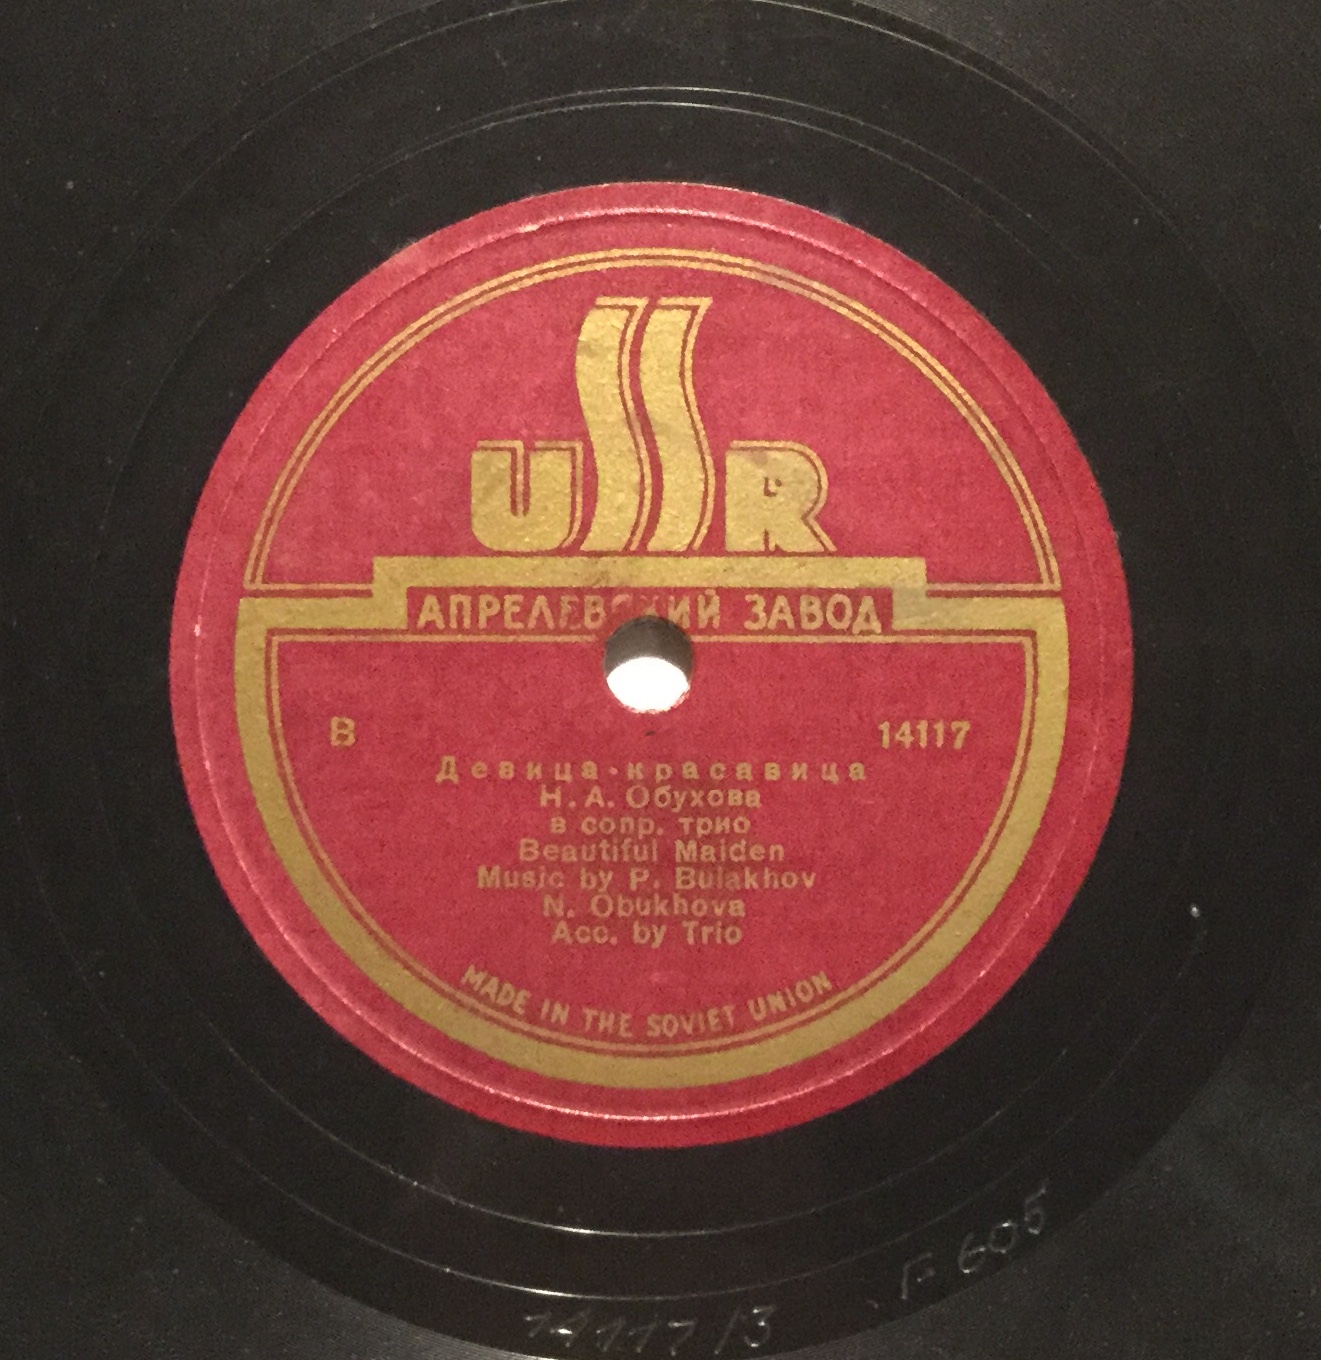 USSR
АПРЕЛЕВСКИЙ ЗАВОД
В 14117
Девица-красавица
Н. А. Обухова
в сопр. трио
Beautiful Maiden
Music by P. Bulakhov
N. Obukhova
Acc. by Trio
MADE IN THE SOVIET UNION
F 605
14117/3